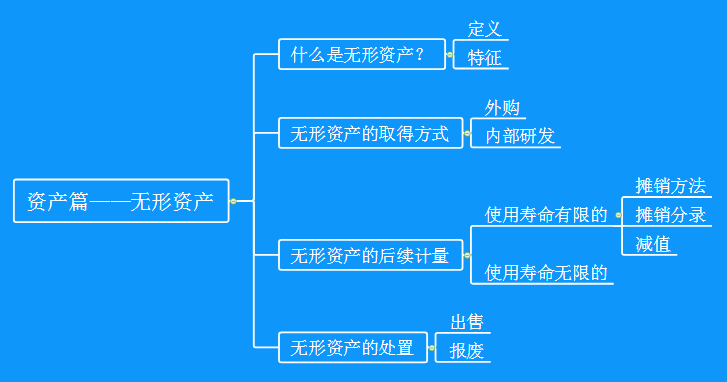 资产篇——无形资产
什么是无形资产?
定义
特征
无形资产的取得方式
外购
内部研发
无形资产的后续计量
使用寿命有限的
摊销方法
摊销分录
减值
使用寿命无限的
无形资产的处置
出售
报废